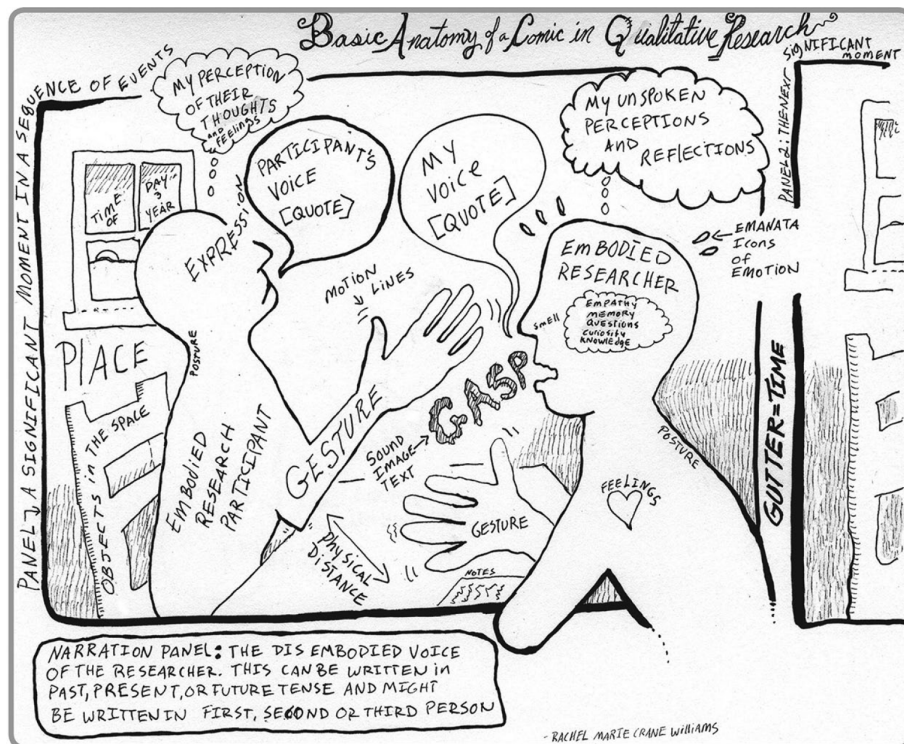 Basic Anatomy of a Comic in Qualitative Research
PANEL 1, A SIGNIFICANT MOMENT IN A SEQUENCE OF EVENTS
MY PERCEPTION
OF THEIR
THOUGHTS
and
FEELINGS
PARTICIPANT'S
VOICE
[QUOTE]
MY
VOICE
[QUOTE]
MY UNSPOKEN
PERCEPTIONS
AND
REFLECTIONS
PANEL 2: THE NEXT
SIGNIFICANT
MOMENT
TIME
OF
DAY
YEAR
EXPRESSION
MOTION
LINES
EMBODIED
RESEARCHER
EMPATHY
MEMORY
QUESTIONS
CURIOSITY
KNOWLEDGE
SMELL
EMANATA
Icons
of
EMOTION
PLACE
POSTURE
OBJECTS in THE SPACE
EMBODIED
RESEARCH
PARTICIPANT
GESTURE
GASP
SOUND
IMAGE
TEXT
GESTURE
PHYSICAL
DISTANCE
NOTES
POSTURE
FEELINGS
GUTTER=TIME
NARRATION PANEL: THE DISEMBODIED VOICE
OF THE RESEARCHER. THIS CAN BE WRITTEN in
PAST, PRESENT, OR FUTURE TENSE AND MIGHT
BE WRITTEN IN FIRST, SECOND OR THIRD PERSON
-RACHEL MARIE CRANE WILLIAMS